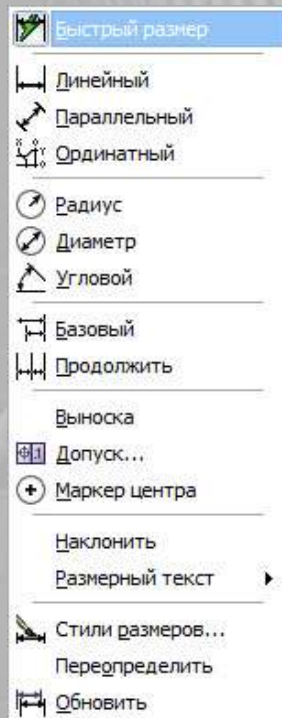 Быстрый размер
Линейный
Параллельный
Ординатный
Радиус
Диаметр
Угловой
Базовый
Продолжить
Выноска
Допуск...
Маркер центра
Наклонить
Размерный текст
Стили размеров...
Переопределить
Обновить